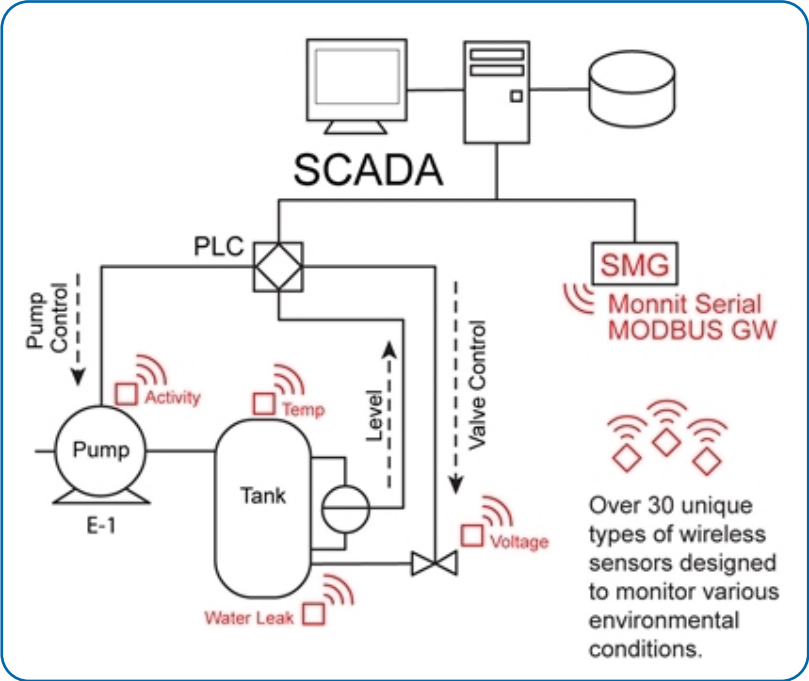 SCADA
PLC
SMG
Monnit Serial
MODBUS GW
Pump
Control
Activity
Temp
Level
Valve Control
Pump
Tank
E-1
Voltage
Water Leak
Over 30 unique
types of wireless
sensors designed
to monitor various
environmental
conditions.